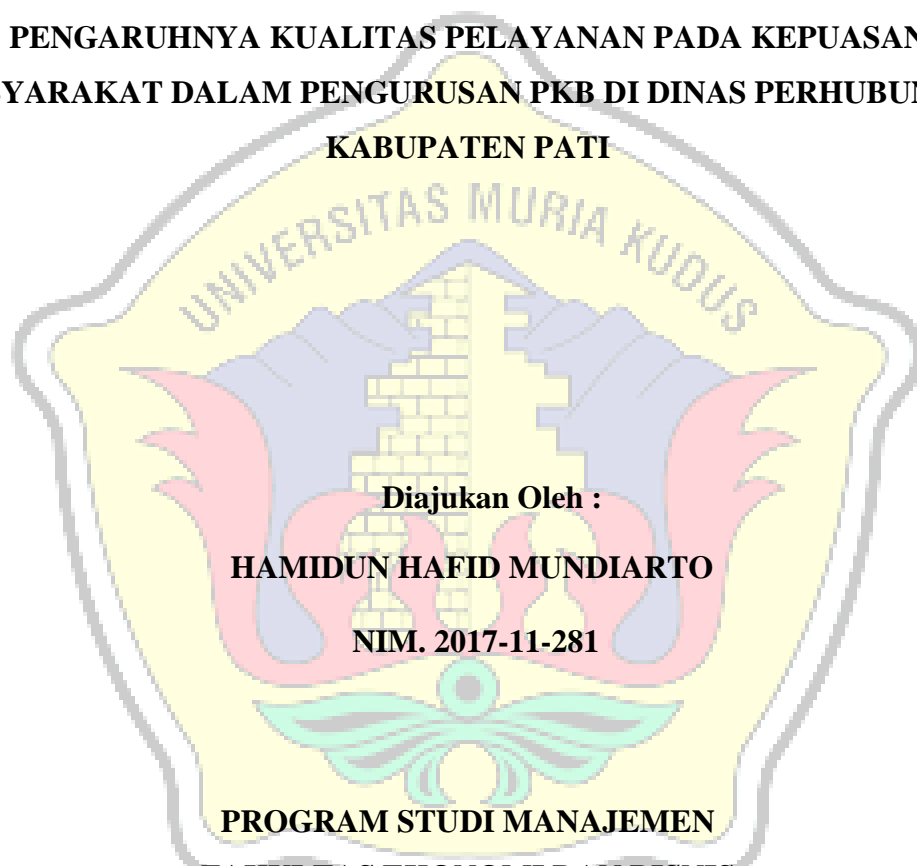 PENGARUHNYA KUALITAS PELAYANAN PADA KEPUASAN
SYARAKAT DALAM PENGURUSAN PKB DI DINAS PERHUBUN
KABUPATEN PATI
UNIVERSITAS MURIA KUDUS
Diajukan Oleh :
HAMIDUN HAFID MUNDIARTO
NIM. 2017-11-281
PROGRAM STUDI MANAJEMEN